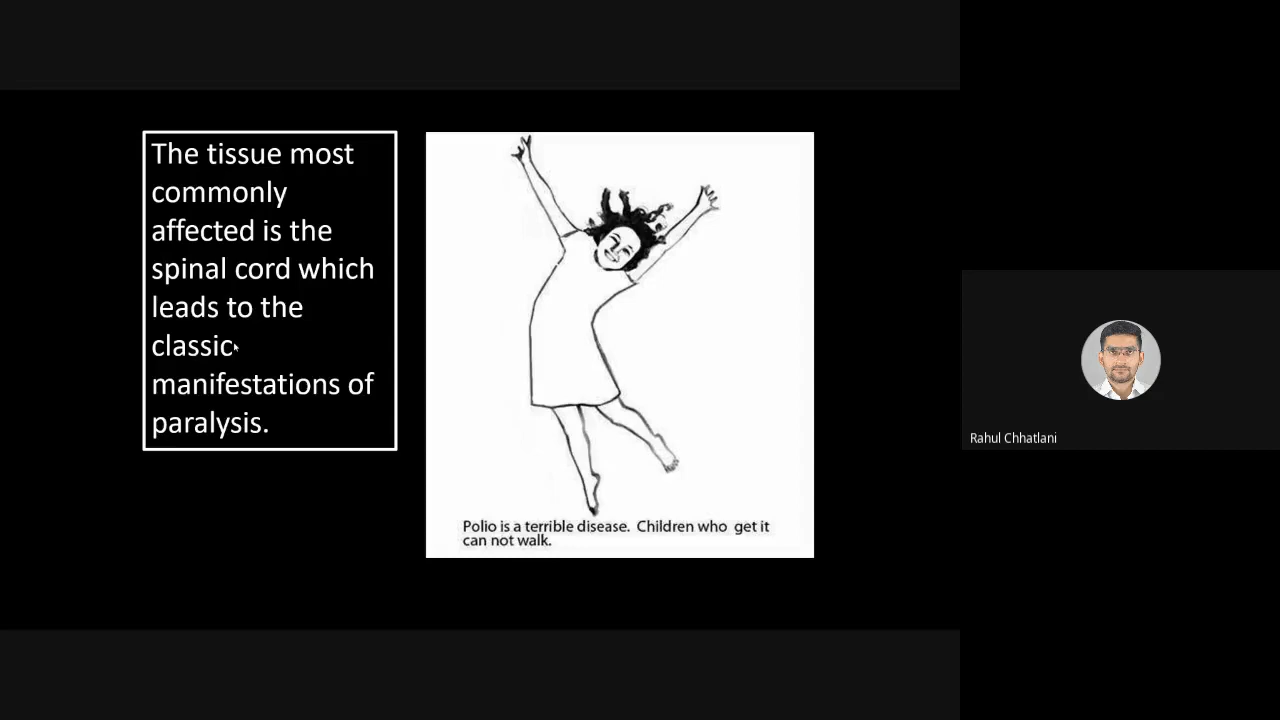 The tissue most
commonly
affected is the
spinal cord which
leads to the
classic
manifestations of
paralysis.
Polio is a terrible disease. Children who get it
can not walk.
Rahul Chhatlani